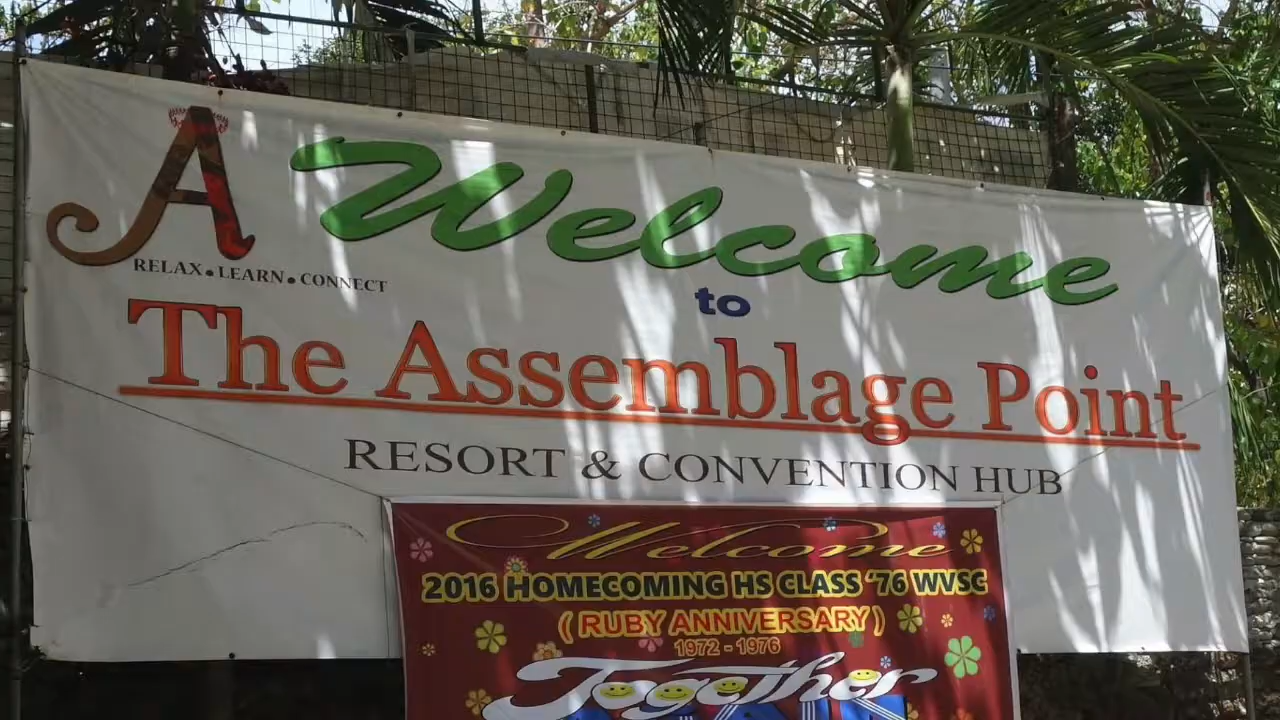 A
RELAX.LEARN.CONNECT
Welcome
to
The Assemblage Point
RESORT & CONVENTION HUB
Welcome
2016 HOMECOMING HS CLASS '76 WVSC
( RUBY ANNIVERSARY )
1972 - 1976
Together